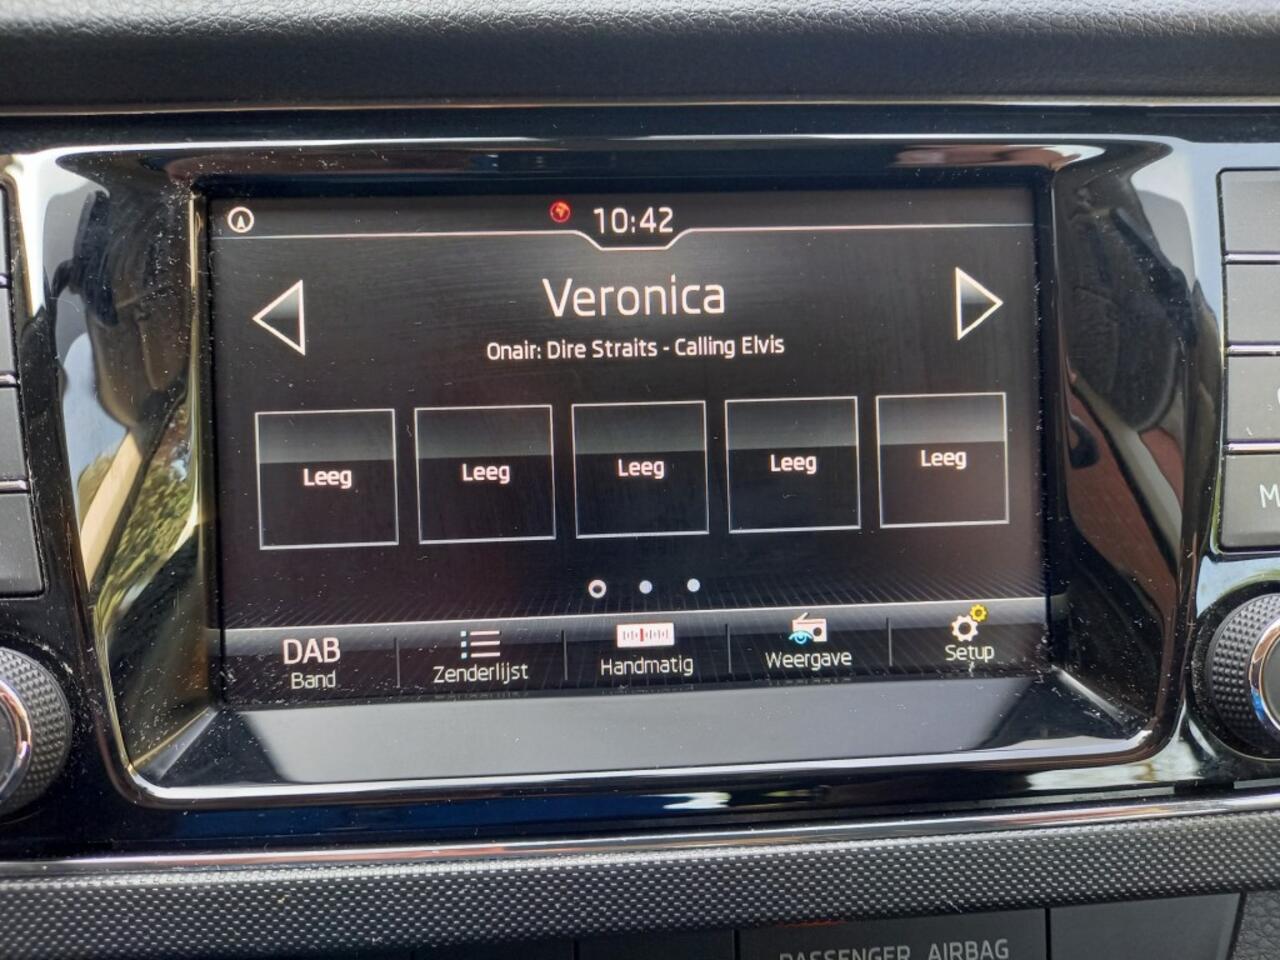 10:42
Veronica
Onair: Dire Straits - Calling Elvis
Leeg Leeg Leeg Leeg Leeg
DAB
Band Zenderlijst Handmatig Weergave Setup
PASSENGER AIRBAG